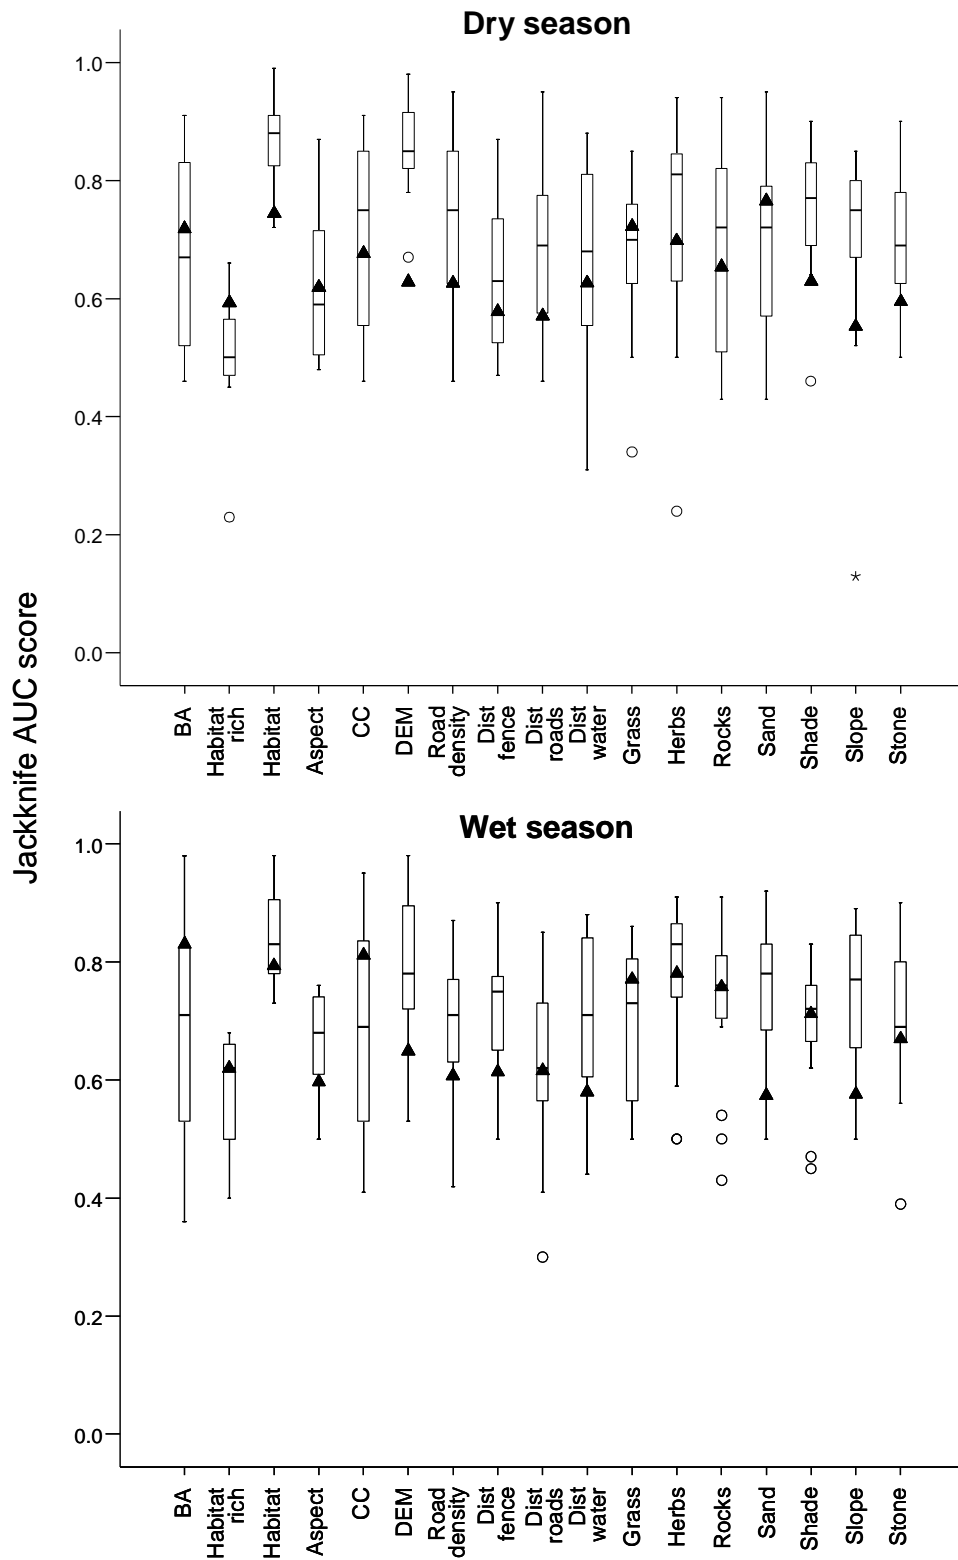 Dry season
1.0
0.8
0.6
0.4
0.2
0.0
BA
Habitat
rich
Habitat
Aspect
CC
DEM
Road
density
Dist
fence
Dist
roads
Dist
water
Grass
Herbs
Rocks
Sand
Shade
Slope
Stone
Jackknife AUC score
Wet season
1.0
0.8
0.6
0.4
0.2
0.0
BA
Habitat
rich
Habitat
Aspect
CC
DEM
Road
density
Dist
fence
Dist
roads
Dist
water
Grass
Herbs
Rocks
Sand
Shade
Slope
Stone